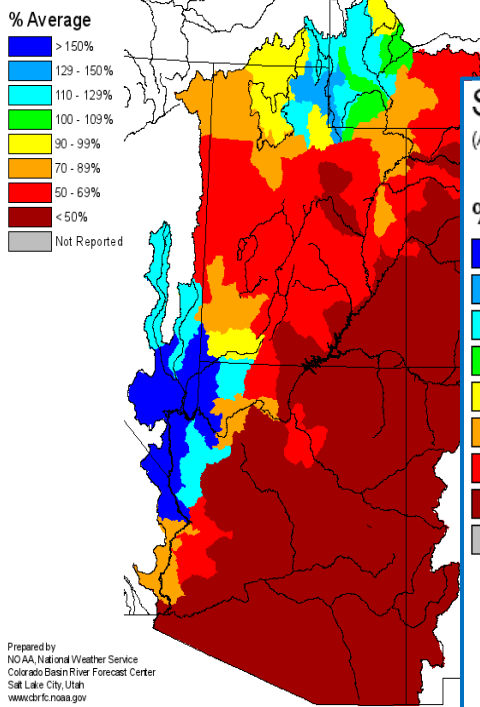 % Average
> 150%
129 - 150%
110 - 129%
100 - 109%
90 - 99%
70 - 89%
50 - 69%
< 50%
Not Reported
S
(
%
Prepared by
NOAA, National Weather Service
Colorado Basin River Forecast Center
Salt Lake City, Utah
www.cbrfc.noaa.gov